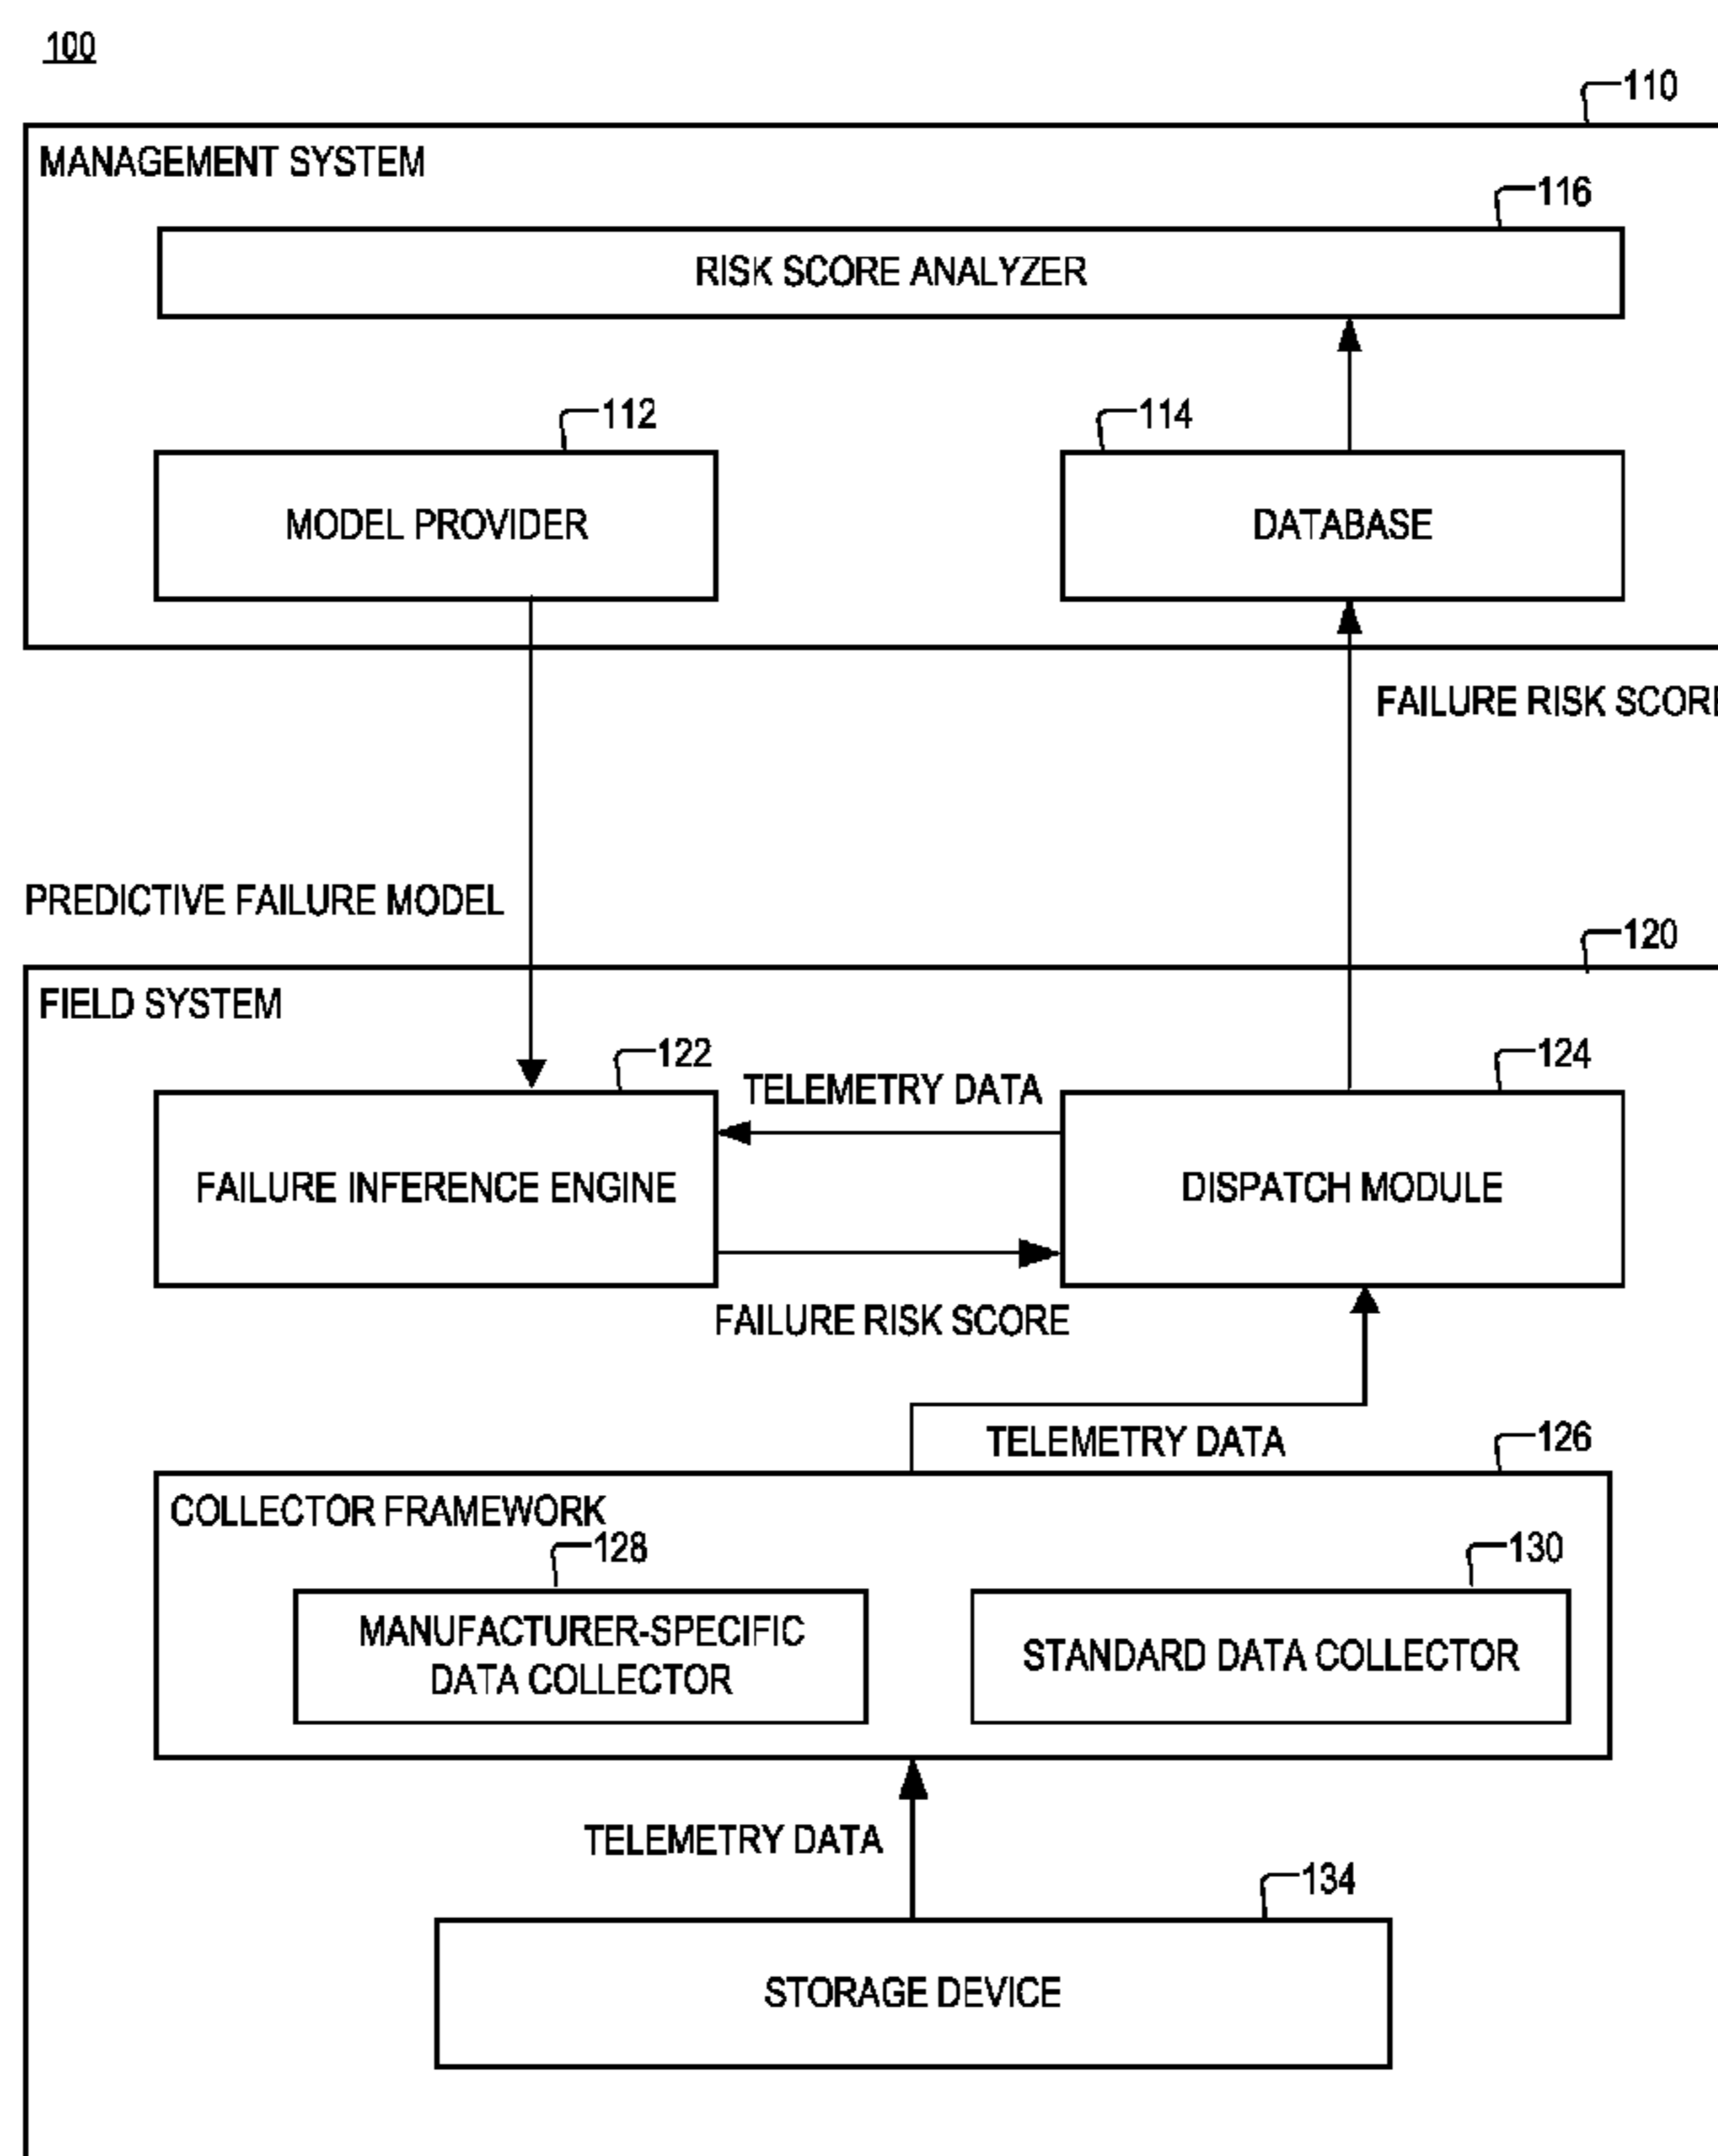 100
110
MANAGEMENT SYSTEM
116
RISK SCORE ANALYZER
112
114
MODEL PROVIDER
DATABASE
FAILURE RISK SCORE
PREDICTIVE FAILURE MODEL
120
FIELD SYSTEM
122
TELEMETRY DATA
124
FAILURE INFERENCE ENGINE
DISPATCH MODULE
FAILURE RISK SCORE
TELEMETRY DATA
126
COLLECTOR FRAMEWORK
128
130
MANUFACTURER-SPECIFIC
DATA COLLECTOR
STANDARD DATA COLLECTOR
TELEMETRY DATA
134
STORAGE DEVICE